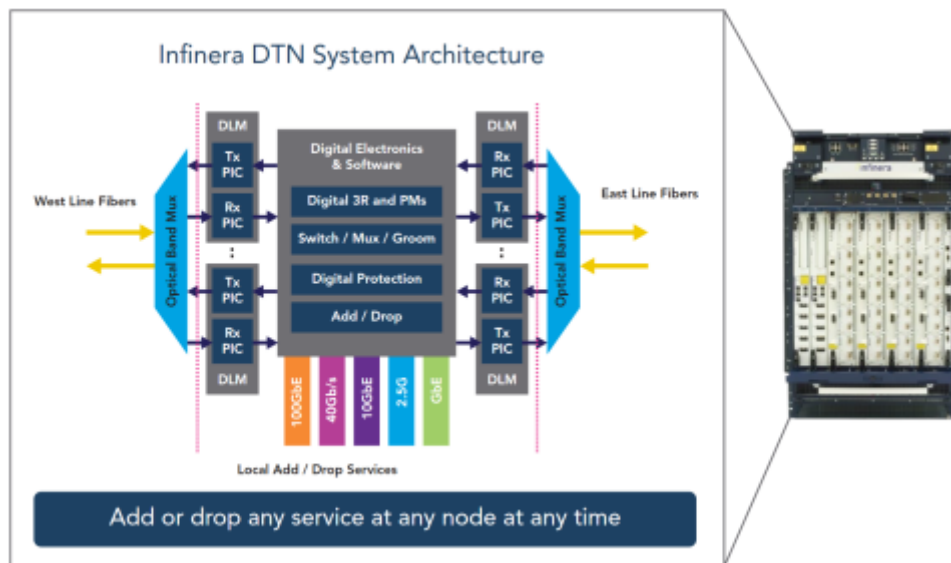 Infinera DTN System Architecture
DLM
Tx
PIC
Rx
PIC
:
Tx
PIC
Rx
PIC
DLM
West Line Fibers
Optical Band Mux
Digital Electronics
& Software
Digital 3R and PMs
Switch / Mux / Groom
Digital Protection
Add / Drop
DLM
Rx
PIC
Tx
PIC
:
Rx
PIC
Tx
PIC
DLM
Optical Band Mux
East Line Fibers
100GbE
40Gb/s
10GbE
2.5G
GbE
Local Add / Drop Services
Add or drop any service at any node at any time
infinera